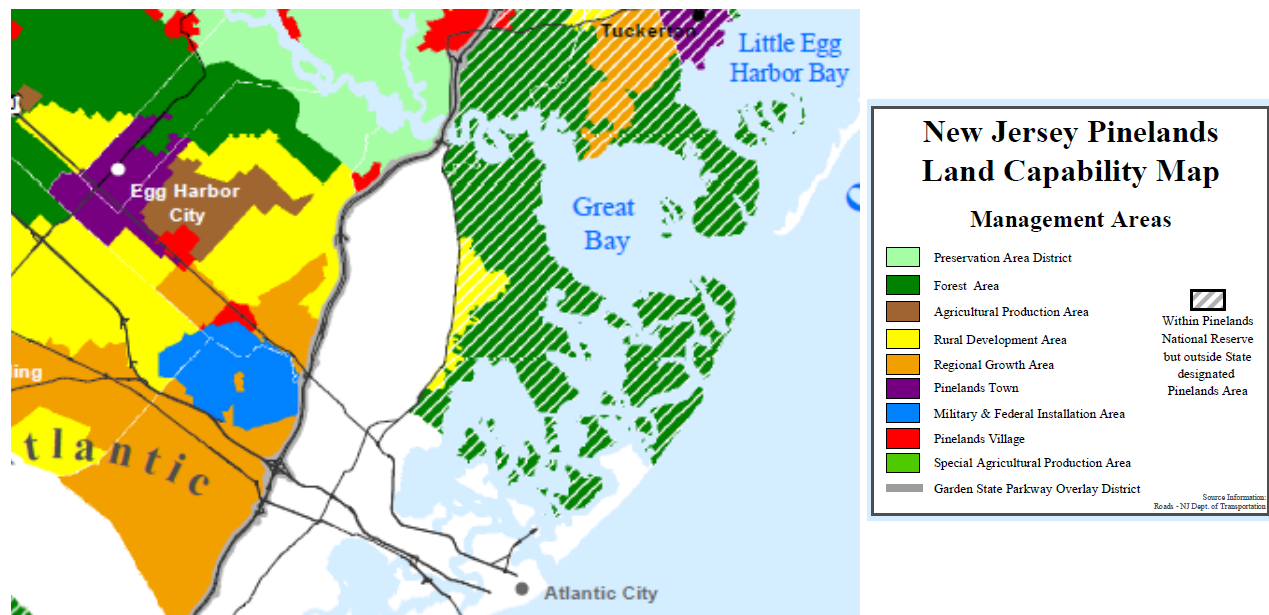 Tuckerton
Little Egg
Harbor Bay
Egg Harbor
City
Great
Bay
ing
tlantic
Atlantic City
New Jersey Pinelands
Land Capability Map
Management Areas
Preservation Area District
Forest Area
Agricultural Production Area
Rural Development Area
Regional Growth Area
Pinelands Town
Military & Federal Installation Area
Pinelands Village
Special Agricultural Production Area
Garden State Parkway Overlay District
Within Pinelands
National Reserve
but outside State
designated
Pinelands Area
Source Information:
Roads - NJ Dept. of Transportation